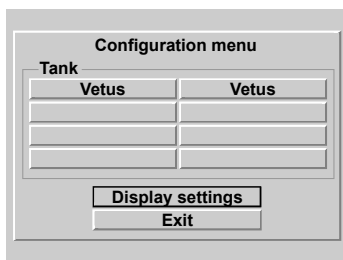 Configuration menu
Tank
Vetus Vetus
Display settings
Exit